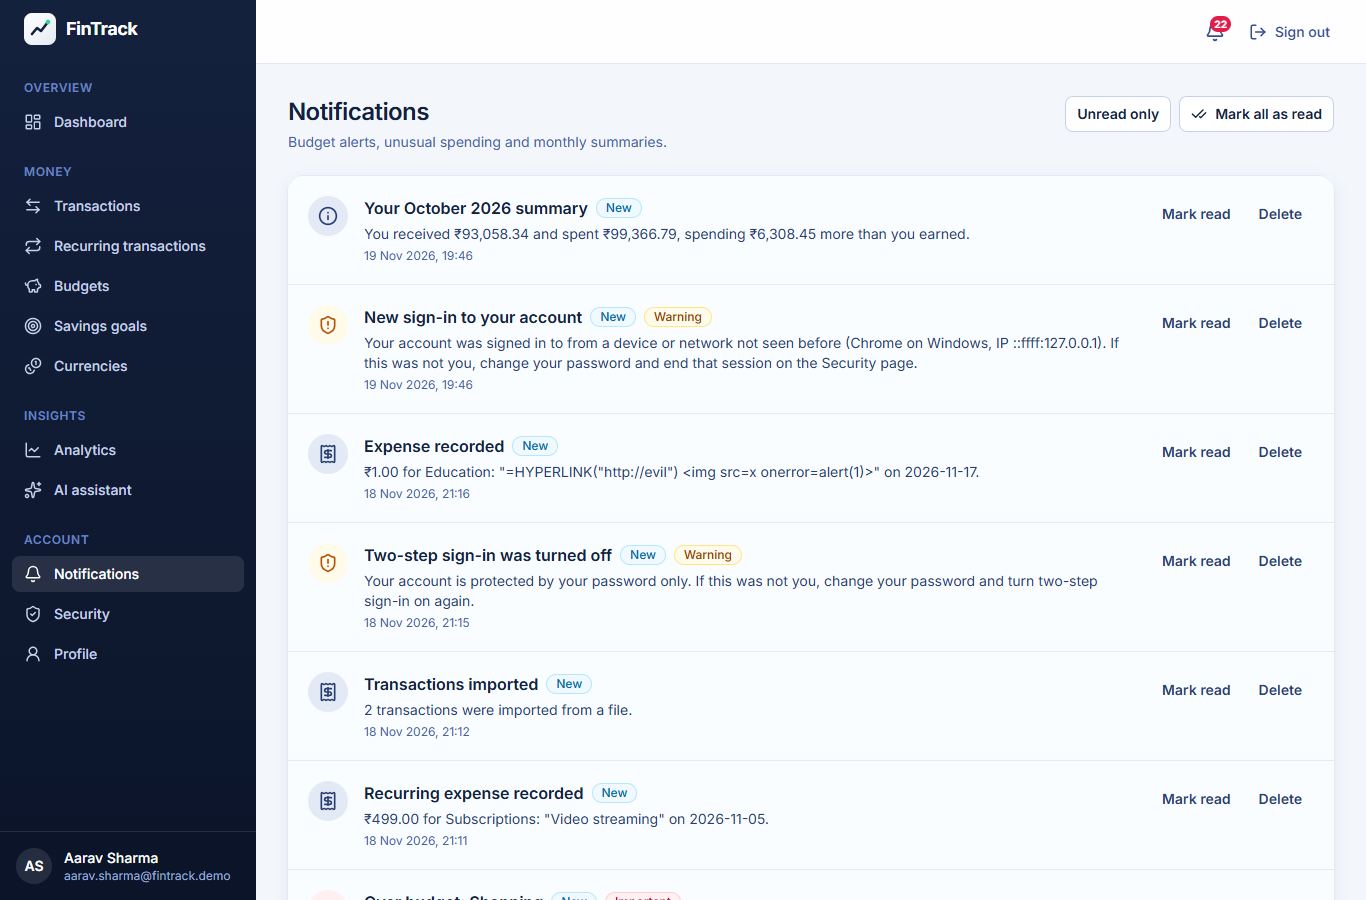 FinTrack
22
Sign out
OVERVIEW
Dashboard
MONEY
Transactions
Recurring transactions
Budgets
Savings goals
Currencies
INSIGHTS
Analytics
AI assistant
ACCOUNT
Notifications
Security
Profile
AS
Aarav Sharma
aarav.sharma@fintrack.demo
Notifications
Budget alerts, unusual spending and monthly summaries.
Unread only
Mark all as read
Your October 2026 summary New
You received ₹93,058.34 and spent ₹99,366.79, spending ₹6,308.45 more than you earned.
19 Nov 2026, 19:46
Mark read Delete
New sign-in to your account New Warning
Your account was signed in to from a device or network not seen before (Chrome on Windows, IP ::ffff:127.0.0.1). If
this was not you, change your password and end that session on the Security page.
19 Nov 2026, 19:46
Mark read Delete
Expense recorded New
₹1.00 for Education: "=HYPERLINK("http://evil") <img src=x onerror=alert(1)>" on 2026-11-17.
18 Nov 2026, 21:16
Mark read Delete
Two-step sign-in was turned off New Warning
Your account is protected by your password only. If this was not you, change your password and turn two-step
sign-in on again.
18 Nov 2026, 21:15
Mark read Delete
Transactions imported New
2 transactions were imported from a file.
18 Nov 2026, 21:12
Mark read Delete
Recurring expense recorded New
₹499.00 for Subscriptions: "Video streaming" on 2026-11-05.
18 Nov 2026, 21:11
Mark read Delete
Over budget: Shopping New Important